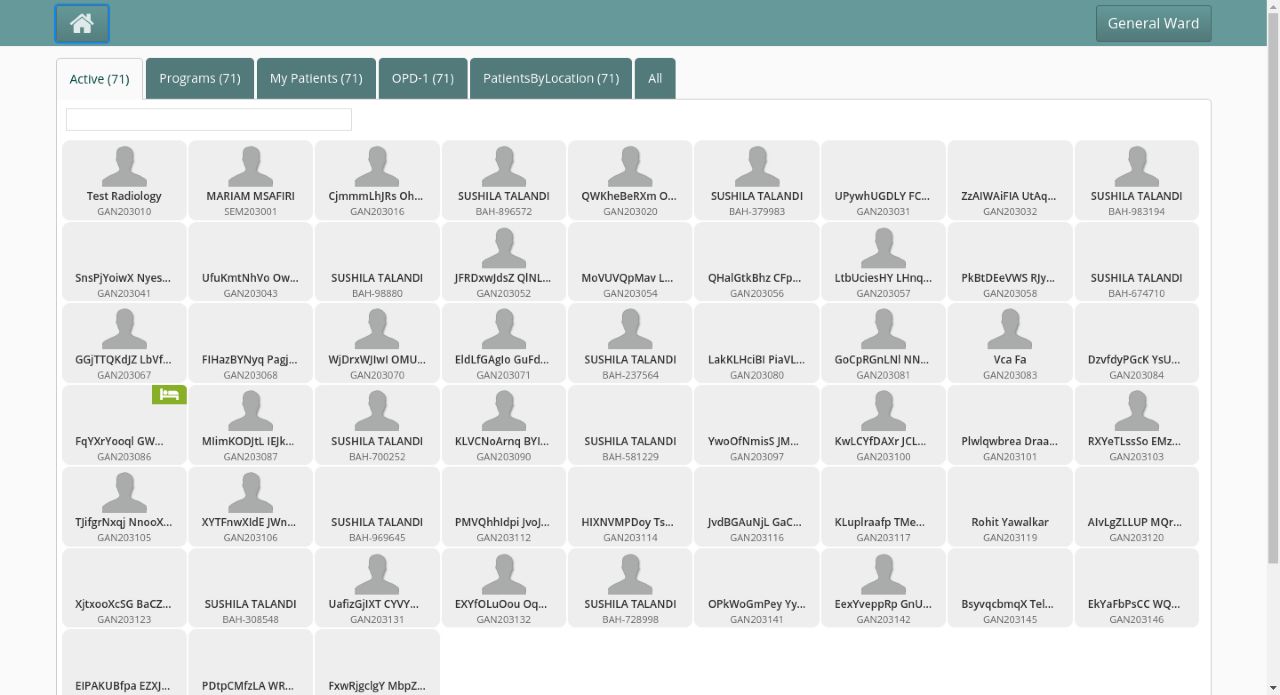 General Ward
Active (71)
Programs (71)
My Patients (71)
OPD-1 (71)
PatientsByLocation (71)
All
Test Radiology
GAN203010
MARIAM MSAFIRI
SEM203001
CjmmmLhJRs Oh...
GAN203016
SUSHILA TALANDI
BAH-896572
QWKheBeRXm O...
GAN203020
SUSHILA TALANDI
BAH-379983
UPywhUGDLY FC...
GAN203031
ZzAIWAiFIA UtAq...
GAN203032
SUSHILA TALANDI
BAH-983194
SnsPjYoiwX Nyes...
GAN203041
UfuKmtNhVo Ow...
GAN203043
SUSHILA TALANDI
BAH-98880
JFRDxwJdsZ QlNL...
GAN203052
MoVUVQpMav L...
GAN203054
QHalGtkBhz CFp...
GAN203056
LtbUciesHY LHnq...
GAN203057
PkBtDEeVWS RJy...
GAN203058
SUSHILA TALANDI
BAH-674710
GGjTTQKdJZ LbVf...
GAN203067
FIHazBYNyq Pagj...
GAN203068
WjDrxWJIwI OMU...
GAN203070
EldLfGAgIo GuFd...
GAN203071
SUSHILA TALANDI
BAH-237564
LakKLHciBI PiaVL...
GAN203080
GoCpRGnLNl NN...
GAN203081
Vca Fa
GAN203083
DzvfdyPGcK YsU...
GAN203084
FqYXrYooql GW...
GAN203086
MIimKODJtL IEJk...
GAN203087
SUSHILA TALANDI
BAH-700252
KLVCNoArnq BYI...
GAN203090
SUSHILA TALANDI
BAH-581229
YwoOfNmisS JM...
GAN203097
KwLCYfDAXr JCL...
GAN203100
Plwlqwbrea Draa...
GAN203101
RXYeTLssSo EMz...
GAN203103
TJifgrNxqj NnooX...
GAN203105
XYTFnwXIdE JWn...
GAN203106
SUSHILA TALANDI
BAH-969645
PMVQhhIdpi JvoJ...
GAN203112
HIXNVMPDoy Ts...
GAN203114
JvdBGAuNjL GaC...
GAN203116
KLuplraafp TMe...
GAN203117
Rohit Yawalkar
GAN203119
AIvLgZLLUP MQr...
GAN203120
XjtxooXcSG BaCZ...
GAN203123
SUSHILA TALANDI
BAH-308548
UafizGjIXT CYVY...
GAN203131
EXYfOLuOou Oq...
GAN203132
SUSHILA TALANDI
BAH-728998
OPkWoGmPey Yy...
GAN203141
EexYveppRp GnU...
GAN203142
BsyvqcbmqX Tel...
GAN203145
EkYaFbPsCC WQ...
GAN203146
EIPAKUBfpa EZXJ...
PDtpCMfzLA WR...
FxwRjgclgY MbpZ...